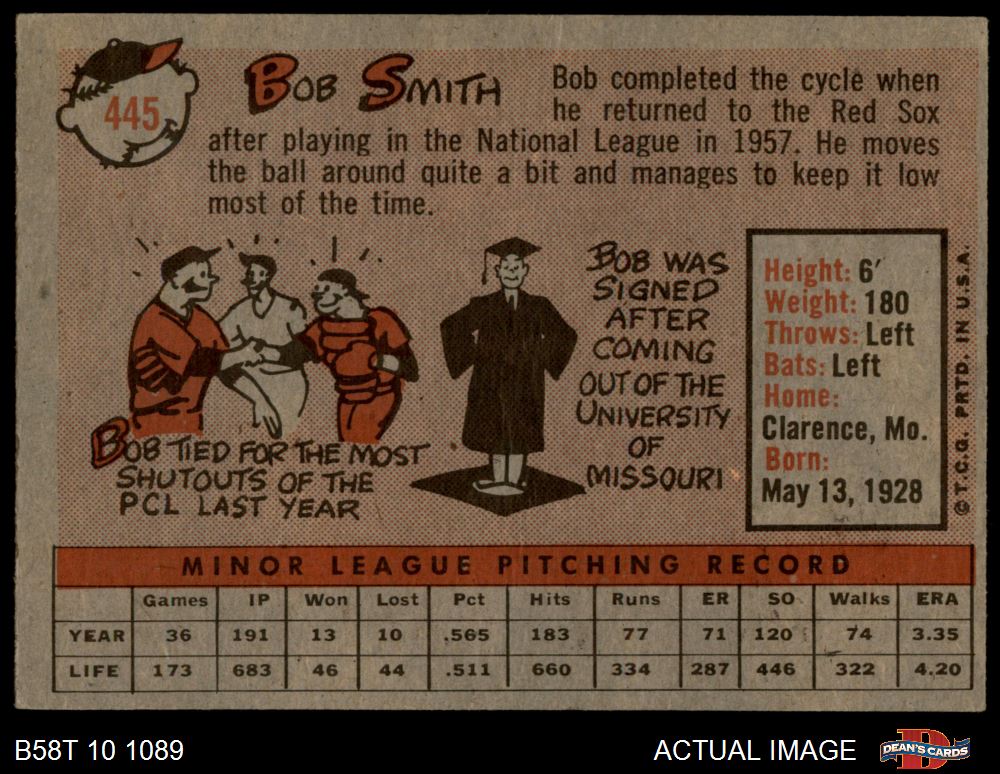 445
BOB SMITH
Bob completed the cycle when
he returned to the Red Sox
after playing in the National League in 1957. He moves
the ball around quite a bit and manages to keep it low
most of the time.
BOB TIED FOR THE MOST
SHUTOUTS OF THE
PCL LAST YEAR
BOB WAS
SIGNED
AFTER
COMING
OUT OF THE
UNIVERSITY
OF
MISSOURI
Height: 6′
Weight: 180
Throws: Left
Bats: Left
Home:
Clarence, Mo.
Born:
May 13, 1928
© T.C.G. PRTD. IN U.S.A.
MINOR LEAGUE PITCHING RECORD
Games IP Won Lost Pct Hits Runs ER SO Walks ERA
YEAR 36 191 13 10 .565 183 77 71 120 74 3.35
LIFE 173 683 46 44 .511 660 334 287 446 322 4.20
B58T 10 1089
ACTUAL IMAGE
DEAN'S CARDS